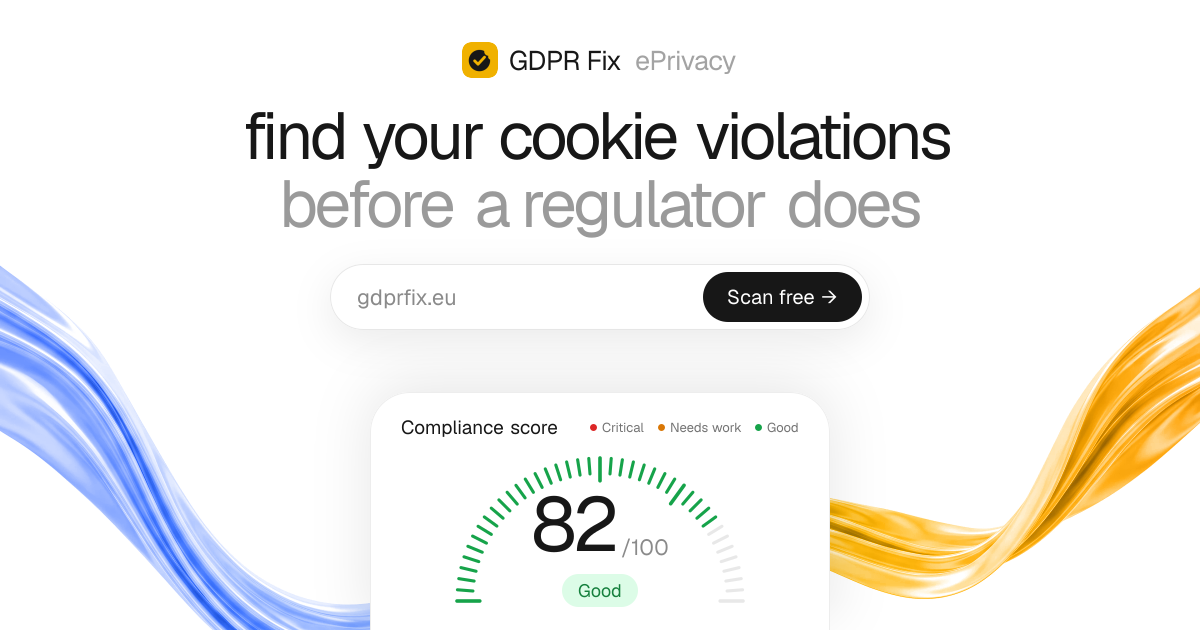 GDPR Fix ePrivacy
find your cookie violations
before a regulator does
gdprfix.eu
Scan free →
Compliance score
Critical
Needs work
Good
82 /100
Good